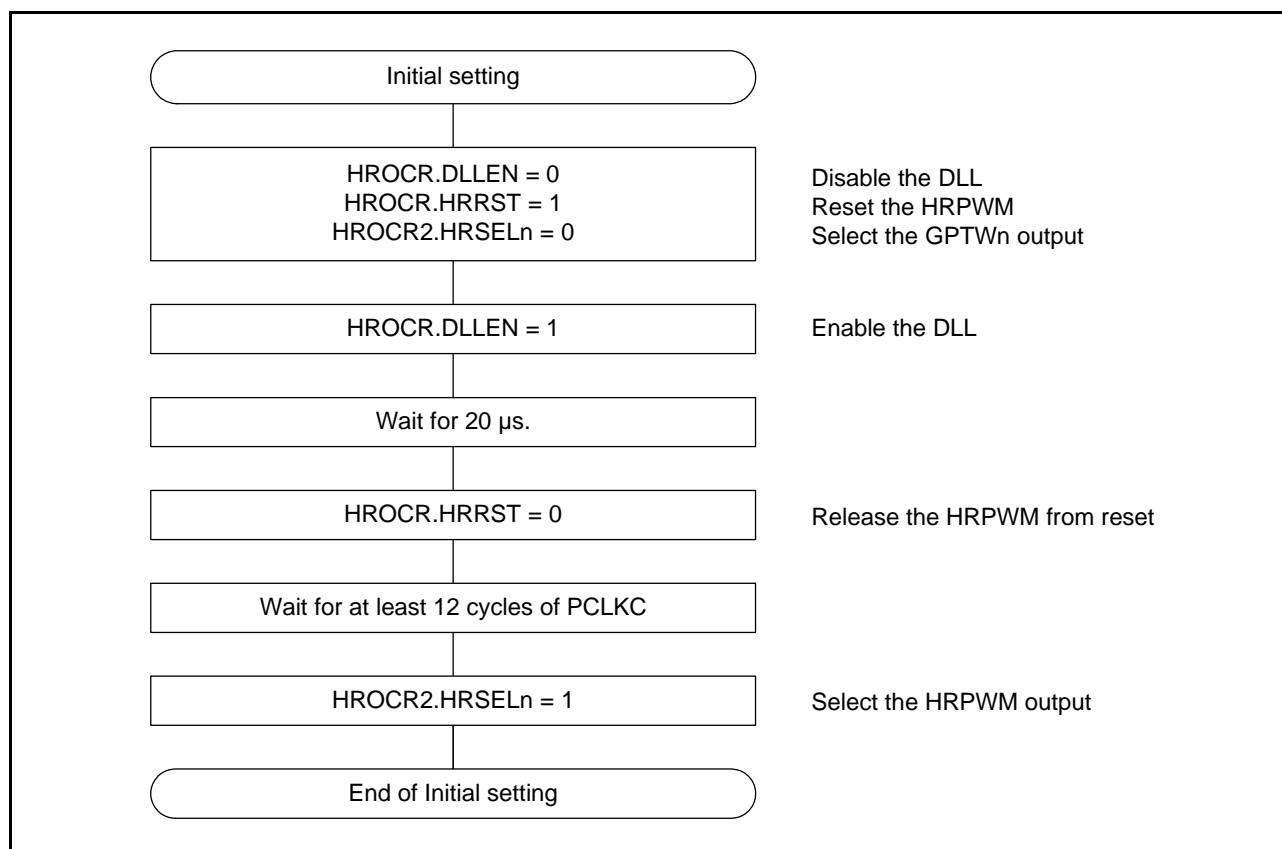 Initial setting
HROCR.DLLEN = 0
Disable the DLL
HROCR.HRRST = 1
Reset the HRPWM
HROCR2.HRSELn = 0
Select the GPTWn output
HROCR.DLLEN = 1
Enable the DLL
Wait for 20 µs.
HROCR.HRRST = 0
Release the HRPWM from reset
Wait for at least 12 cycles of PCLKC
HROCR2.HRSELn = 1
Select the HRPWM output
End of Initial setting